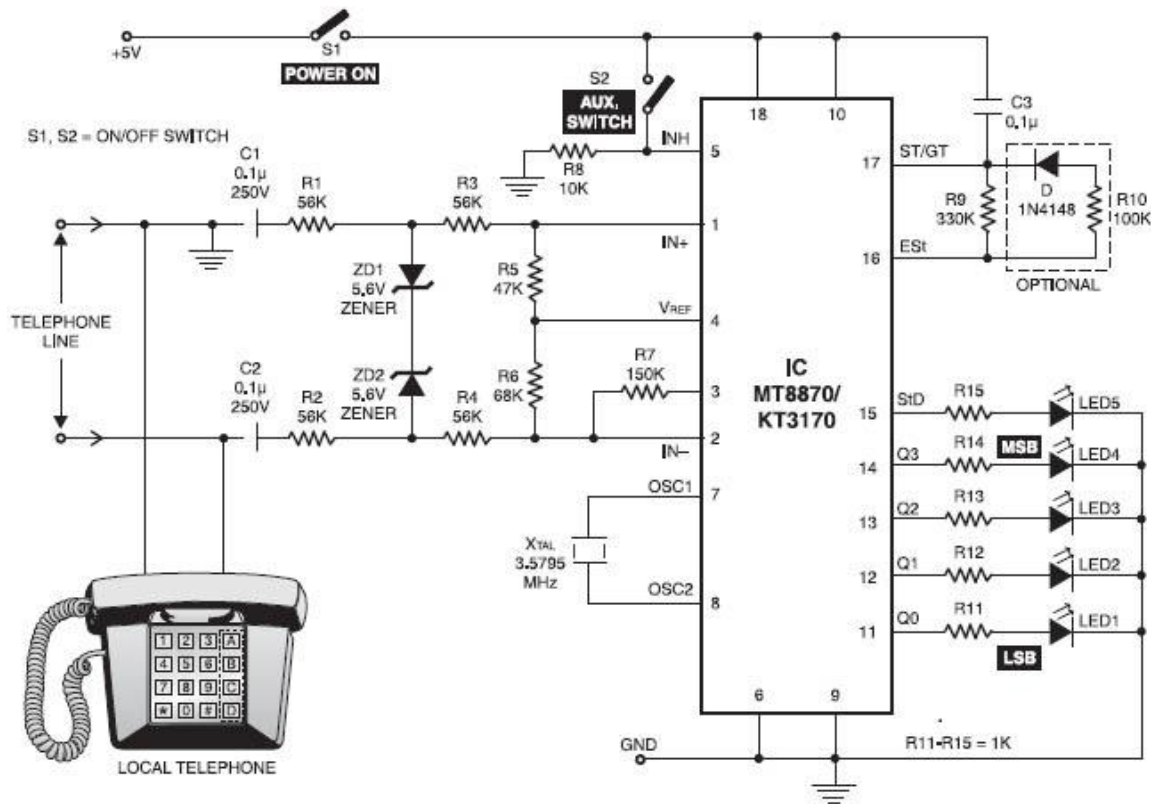 +5V
S1
POWER ON
S2
AUX.
SWITCH
18
10
C3
0.1µ
S1, S2 = ON/OFF SWITCH
INH
5
R8
10K
17
ST/GT
D
1N4148
R9
330K
R10
100K
16
ESt
OPTIONAL
C1
0.1µ
250V
R1
56K
R3
56K
1
IN+
ZD1
5.6V
ZENER
R5
47K
VREF
4
TELEPHONE
LINE
C2
0.1µ
250V
R2
56K
ZD2
5.6V
ZENER
R4
56K
R6
68K
R7
150K
3
2
IN–
IC
MT8870/
KT3170
OSC1
7
XTAL
3.5795
MHz
OSC2
8
15
StD
R15
LED5
14
Q3
R14
MSB
LED4
13
Q2
R13
LED3
12
Q1
R12
LED2
11
Q0
R11
LSB
LED1
6
9
GND
R11-R15 = 1K
1 2 3 A
4 5 6 B
7 8 9 C
* 0 # D
LOCAL TELEPHONE